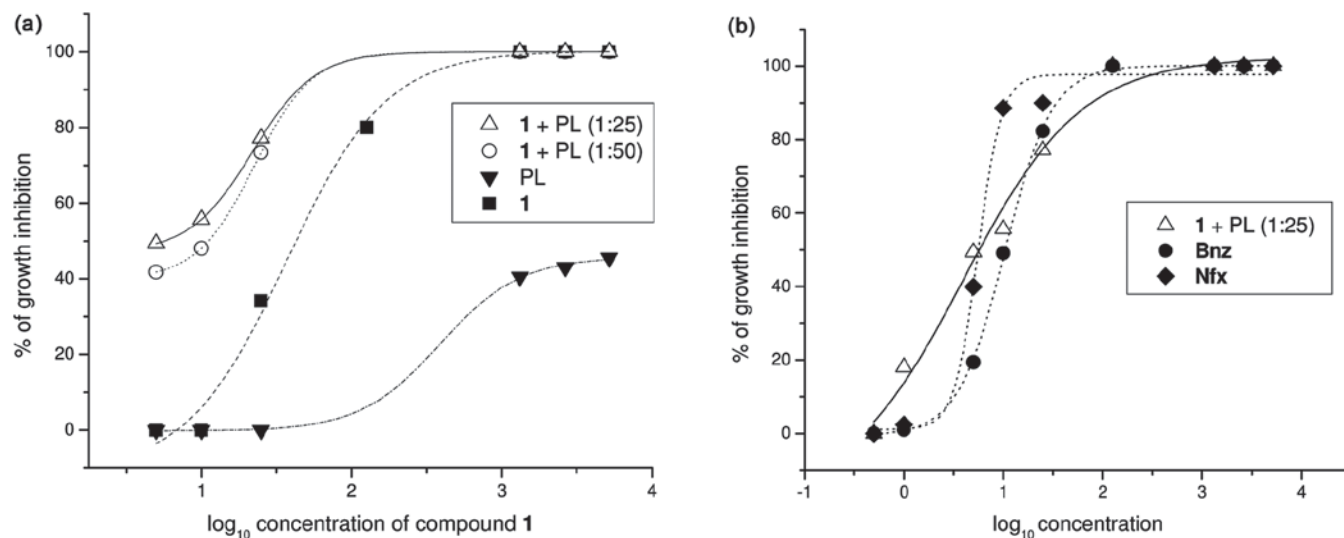 (a)
100
80
60
40
20
0
% of growth inhibition
1 + PL (1:25)
1 + PL (1:50)
PL
1
1
2
3
4
log₁₀ concentration of compound 1
(b)
100
80
60
40
20
0
% of growth inhibition
1 + PL (1:25)
Bnz
Nfx
-1
0
1
2
3
4
log₁₀ concentration